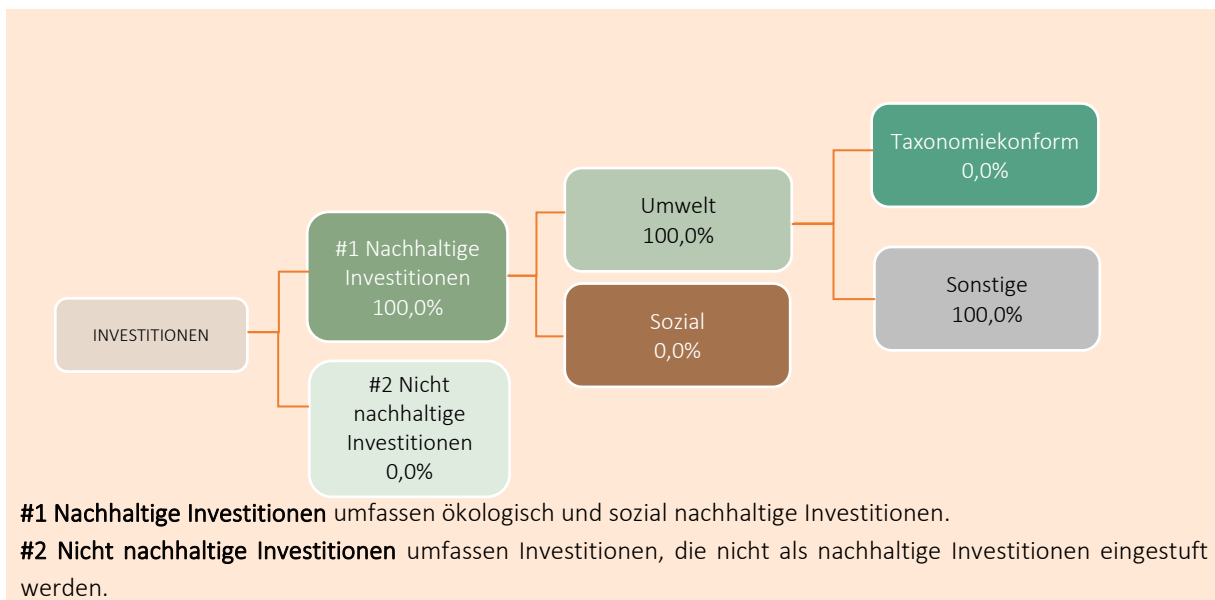 INVESTITIONEN
#1 Nachhaltige
Investitionen
100,0%
#2 Nicht
nachhaltige
Investitionen
0,0%
Umwelt
100,0%
Sozial
0,0%
Taxonomiekonform
0,0%
Sonstige
100,0%
#1 Nachhaltige Investitionen umfassen ökologisch und sozial nachhaltige Investitionen.
#2 Nicht nachhaltige Investitionen umfassen Investitionen, die nicht als nachhaltige Investitionen eingestuft
werden.